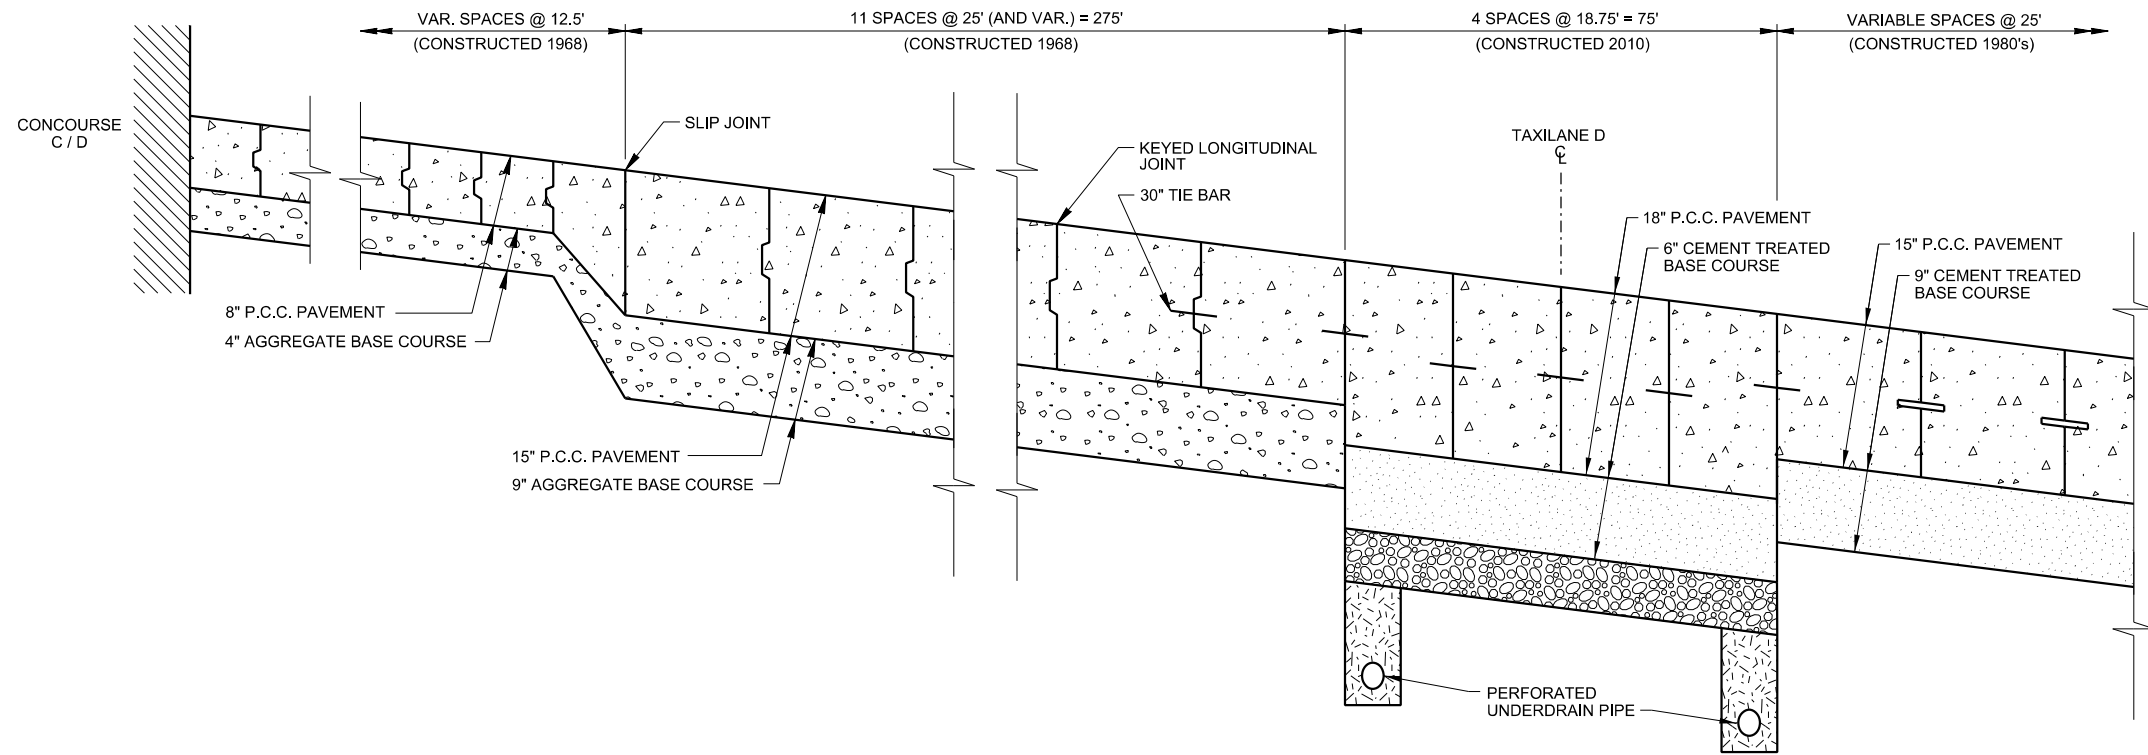 VAR. SPACES @ 12.5'
(CONSTRUCTED 1968)
11 SPACES @ 25' (AND VAR.) = 275'
(CONSTRUCTED 1968)
4 SPACES @ 18.75' = 75'
(CONSTRUCTED 2010)
VARIABLE SPACES @ 25'
(CONSTRUCTED 1980's)
CONCOURSE
C / D
SLIP JOINT
KEYED LONGITUDINAL
JOINT
30" TIE BAR
TAXILANE D
℄
18" P.C.C. PAVEMENT
6" CEMENT TREATED
BASE COURSE
15" P.C.C. PAVEMENT
9" CEMENT TREATED
BASE COURSE
8" P.C.C. PAVEMENT
4" AGGREGATE BASE COURSE
15" P.C.C. PAVEMENT
9" AGGREGATE BASE COURSE
PERFORATED
UNDERDRAIN PIPE